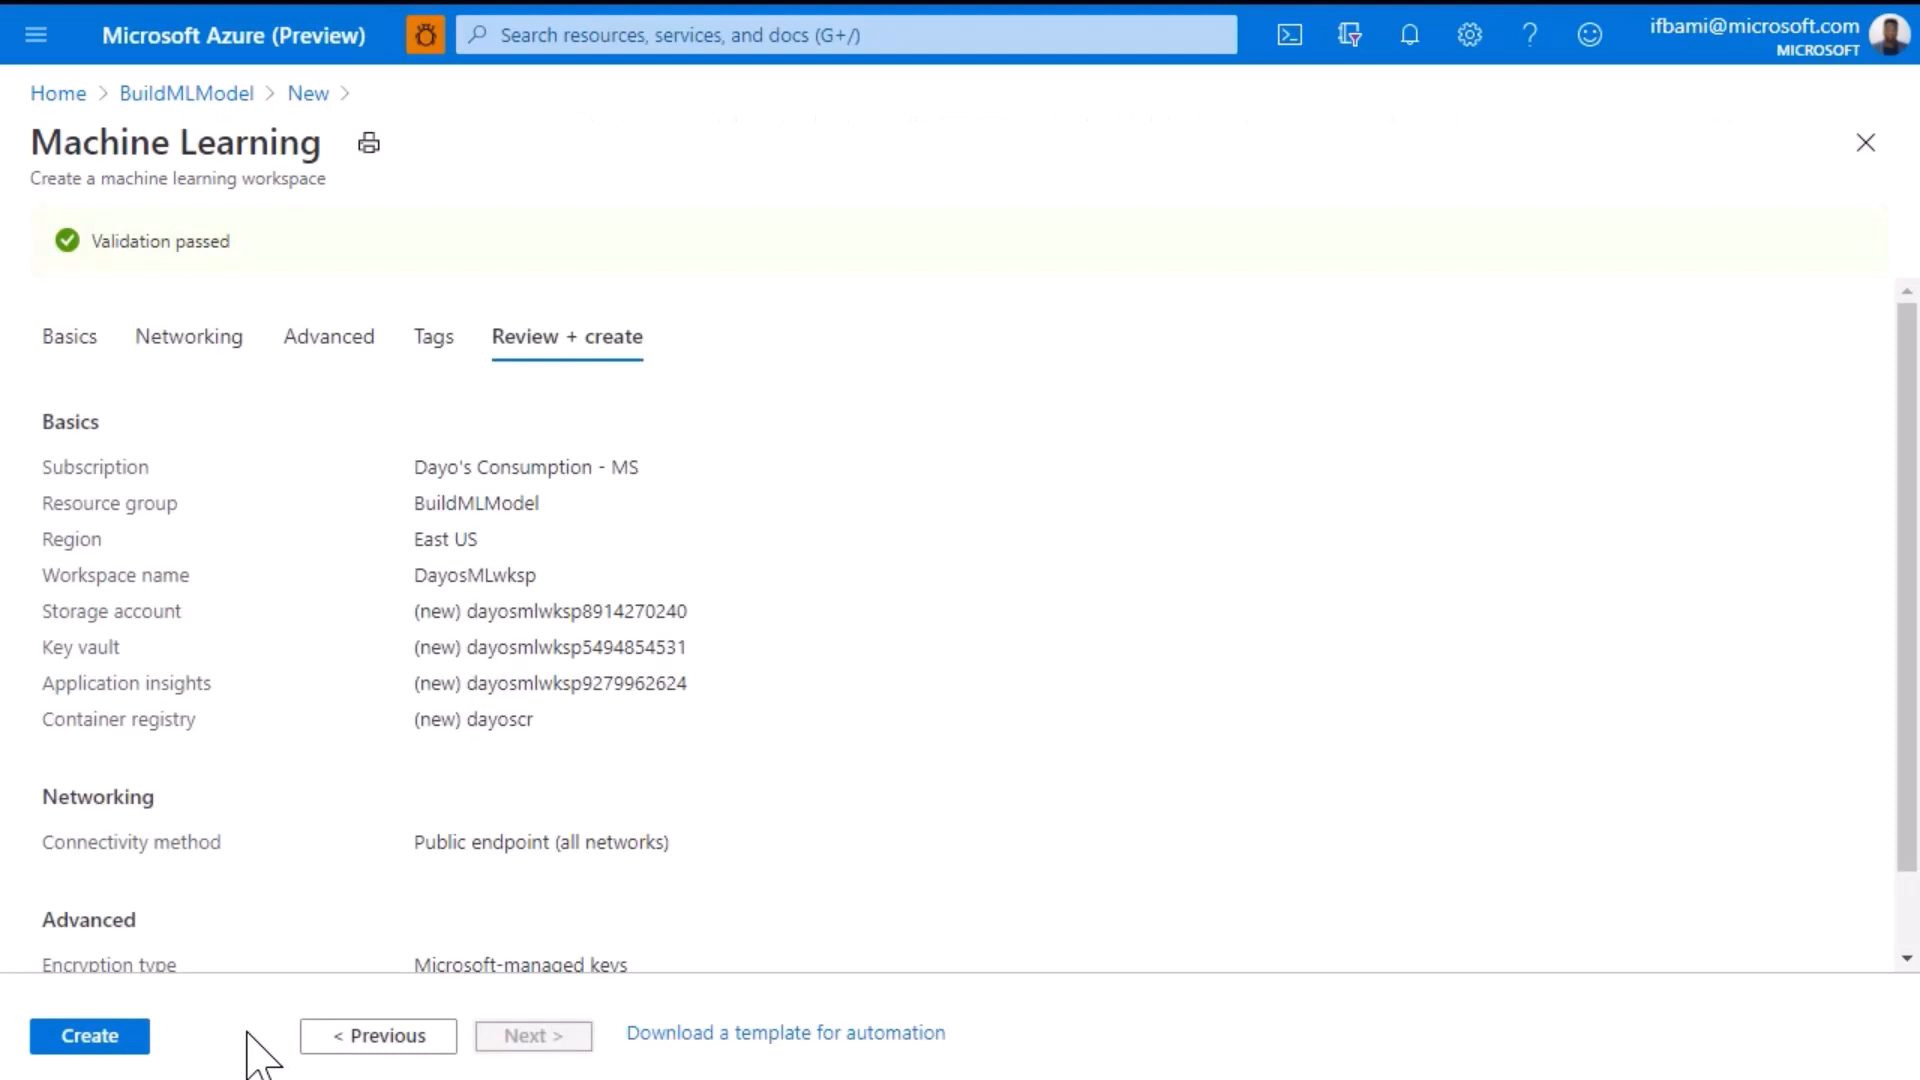 Microsoft Azure (Preview)
Search resources, services, and docs (G+/)
ifbami@microsoft.com
MICROSOFT
Home > BuildMLModel > New >
Machine Learning
Create a machine learning workspace
Validation passed
Basics Networking Advanced Tags Review + create
Basics
Subscription Dayo's Consumption - MS
Resource group BuildMLModel
Region East US
Workspace name DayosMLwksp
Storage account (new) dayosmlwksp8914270240
Key vault (new) dayosmlwksp5494854531
Application insights (new) dayosmlwksp9279962624
Container registry (new) dayoscr
Networking
Connectivity method Public endpoint (all networks)
Advanced
Encryption type Microsoft-managed keys
Create < Previous Next > Download a template for automation